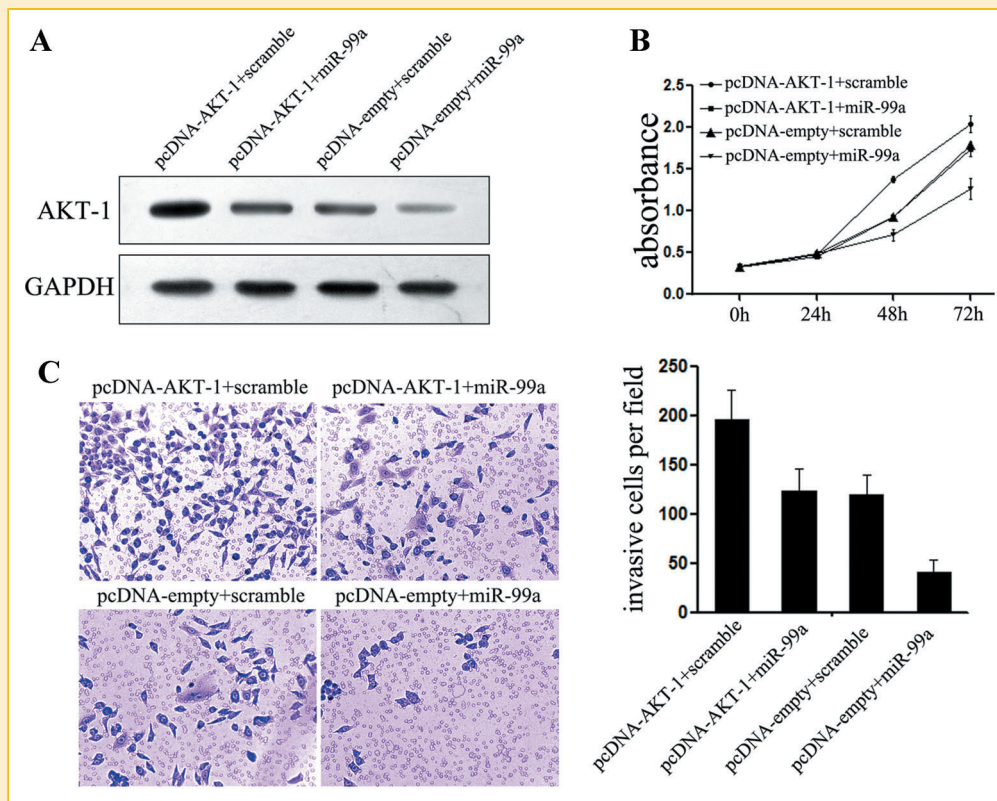 A
pcDNA-AKT-1+scramble
pcDNA-AKT-1+miR-99a
pcDNA-empty+scramble
pcDNA-empty+miR-99a
AKT-1
GAPDH
B
pcDNA-AKT-1+scramble
pcDNA-AKT-1+miR-99a
pcDNA-empty+scramble
pcDNA-empty+miR-99a
absorbance
2.5
2.0
1.5
1.0
0.5
0.0
0h 24h 48h 72h
C
pcDNA-AKT-1+scramble pcDNA-AKT-1+miR-99a
pcDNA-empty+scramble pcDNA-empty+miR-99a
invasive cells per field
250
200
150
100
50
0
pcDNA-AKT-1+scramble
pcDNA-AKT-1+miR-99a
pcDNA-empty+scramble
pcDNA-empty+miR-99a